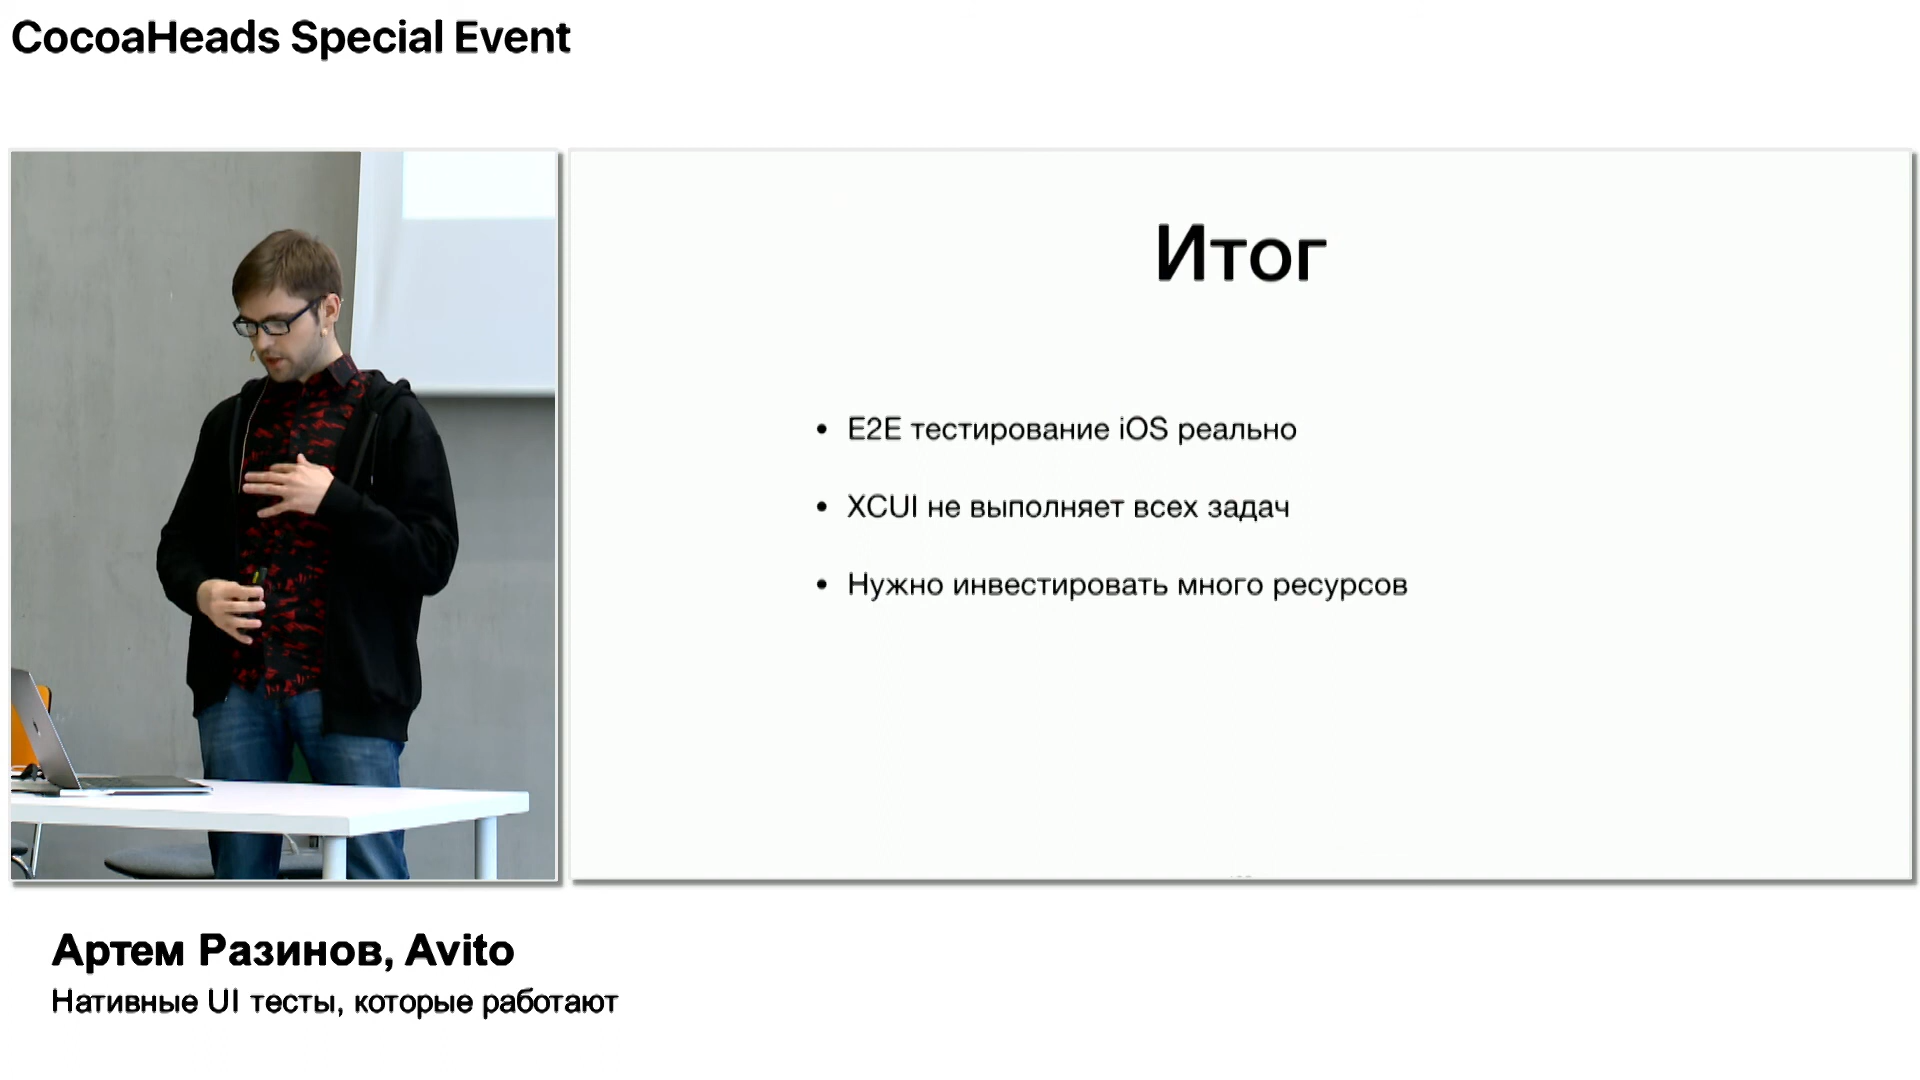 CocoaHeads Special Event
Итог
• E2E тестирование iOS реально
• XCUI не выполняет всех задач
• Нужно инвестировать много ресурсов
Артем Разинов, Avito
Нативные UI тесты, которые работают